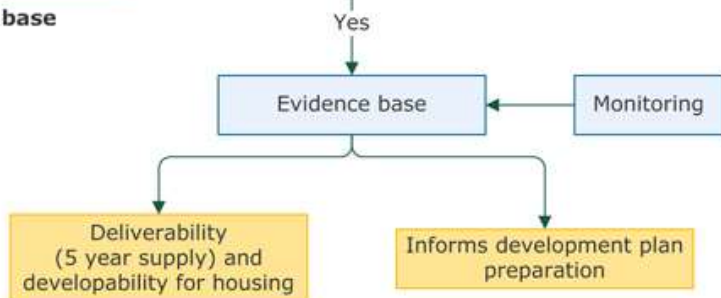 base
Yes
Evidence base
Monitoring
Deliverability
(5 year supply) and
developability for housing
Informs development plan
preparation